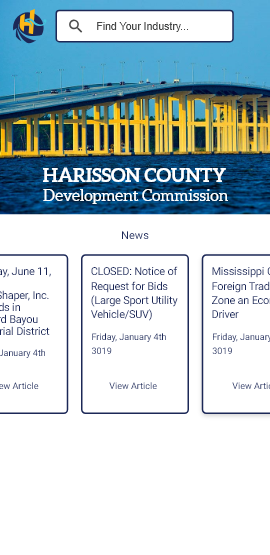 Find Your Industry...
HARISSON COUNTY
Development Commission
News
ay, June 11,
Shaper, Inc.
ds in
rd Bayou
rial District
January 4th
ew Article
CLOSED: Notice of
Request for Bids
(Large Sport Utility
Vehicle/SUV)
Friday, January 4th
3019
View Article
Mississippi
Foreign Trad
Zone an Eco
Driver
Friday, January
3019
View Arti